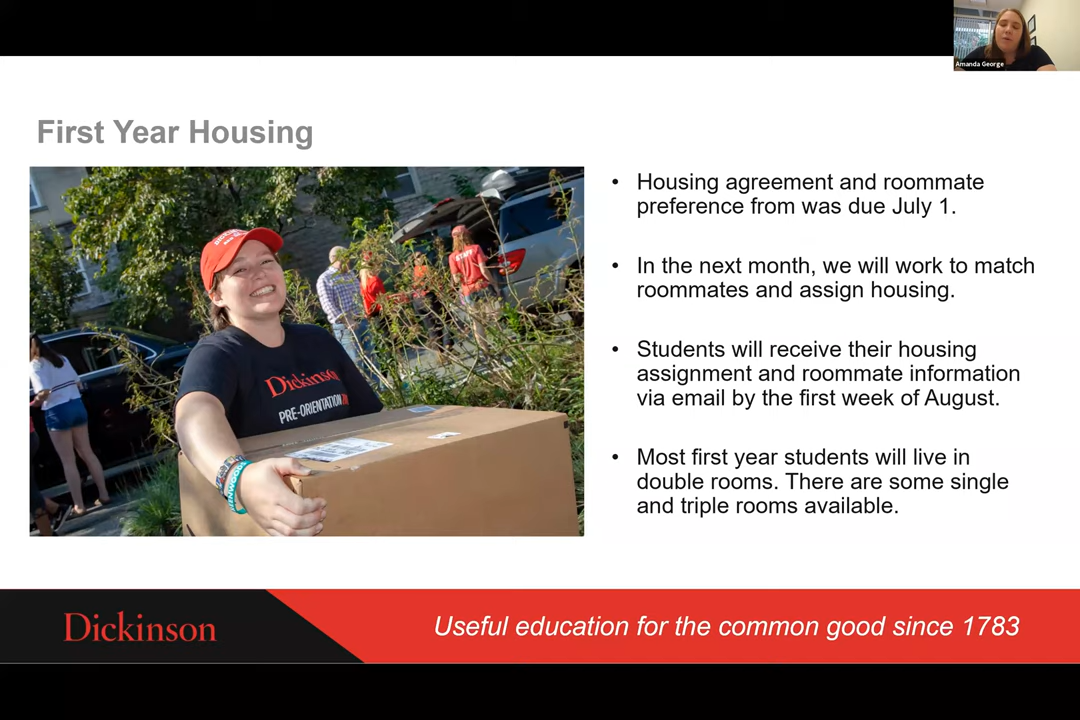 Amanda George
First Year Housing
• Housing agreement and roommate
preference from was due July 1.
• In the next month, we will work to match
roommates and assign housing.
• Students will receive their housing
assignment and roommate information
via email by the first week of August.
• Most first year students will live in
double rooms. There are some single
and triple rooms available.
STAFF
Dickinson
PRE-ORIENTATION
Dickinson
Useful education for the common good since 1783